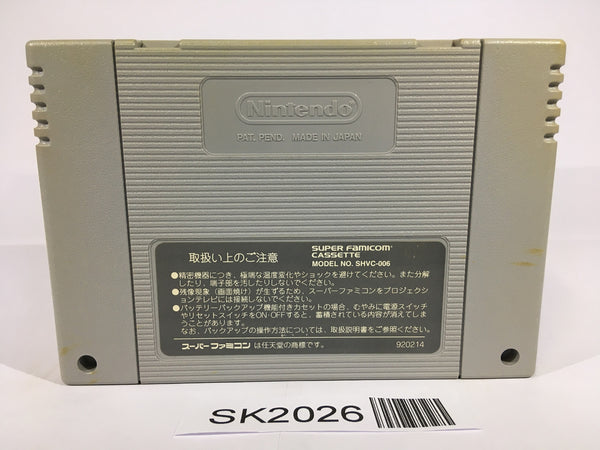 Nintendo
PAT. PEND. MADE IN JAPAN
取扱い上のご注意
SUPER FAMICOM
CASSETTE
MODEL NO. SHVC-006
●精密機器につき、極端な温度変化やショックを避けてください。また分解
したり、端子部を汚したりしないでください。
●残像現象（画面焼け）が生ずるため、スーパーファミコンをプロジェクシ
ョンテレビには接続しないでください。
●バッテリーバックアップ機能付きカセットの場合、むやみに電源スイッチ
やリセットスイッチをON・OFFすると、蓄積されている内容が消えてしま
うことがあります。
なお、バックアップの操作方法については、取扱説明書をご参照ください。
スーパーファミコン は任天堂の商標です。
920214
SK2026